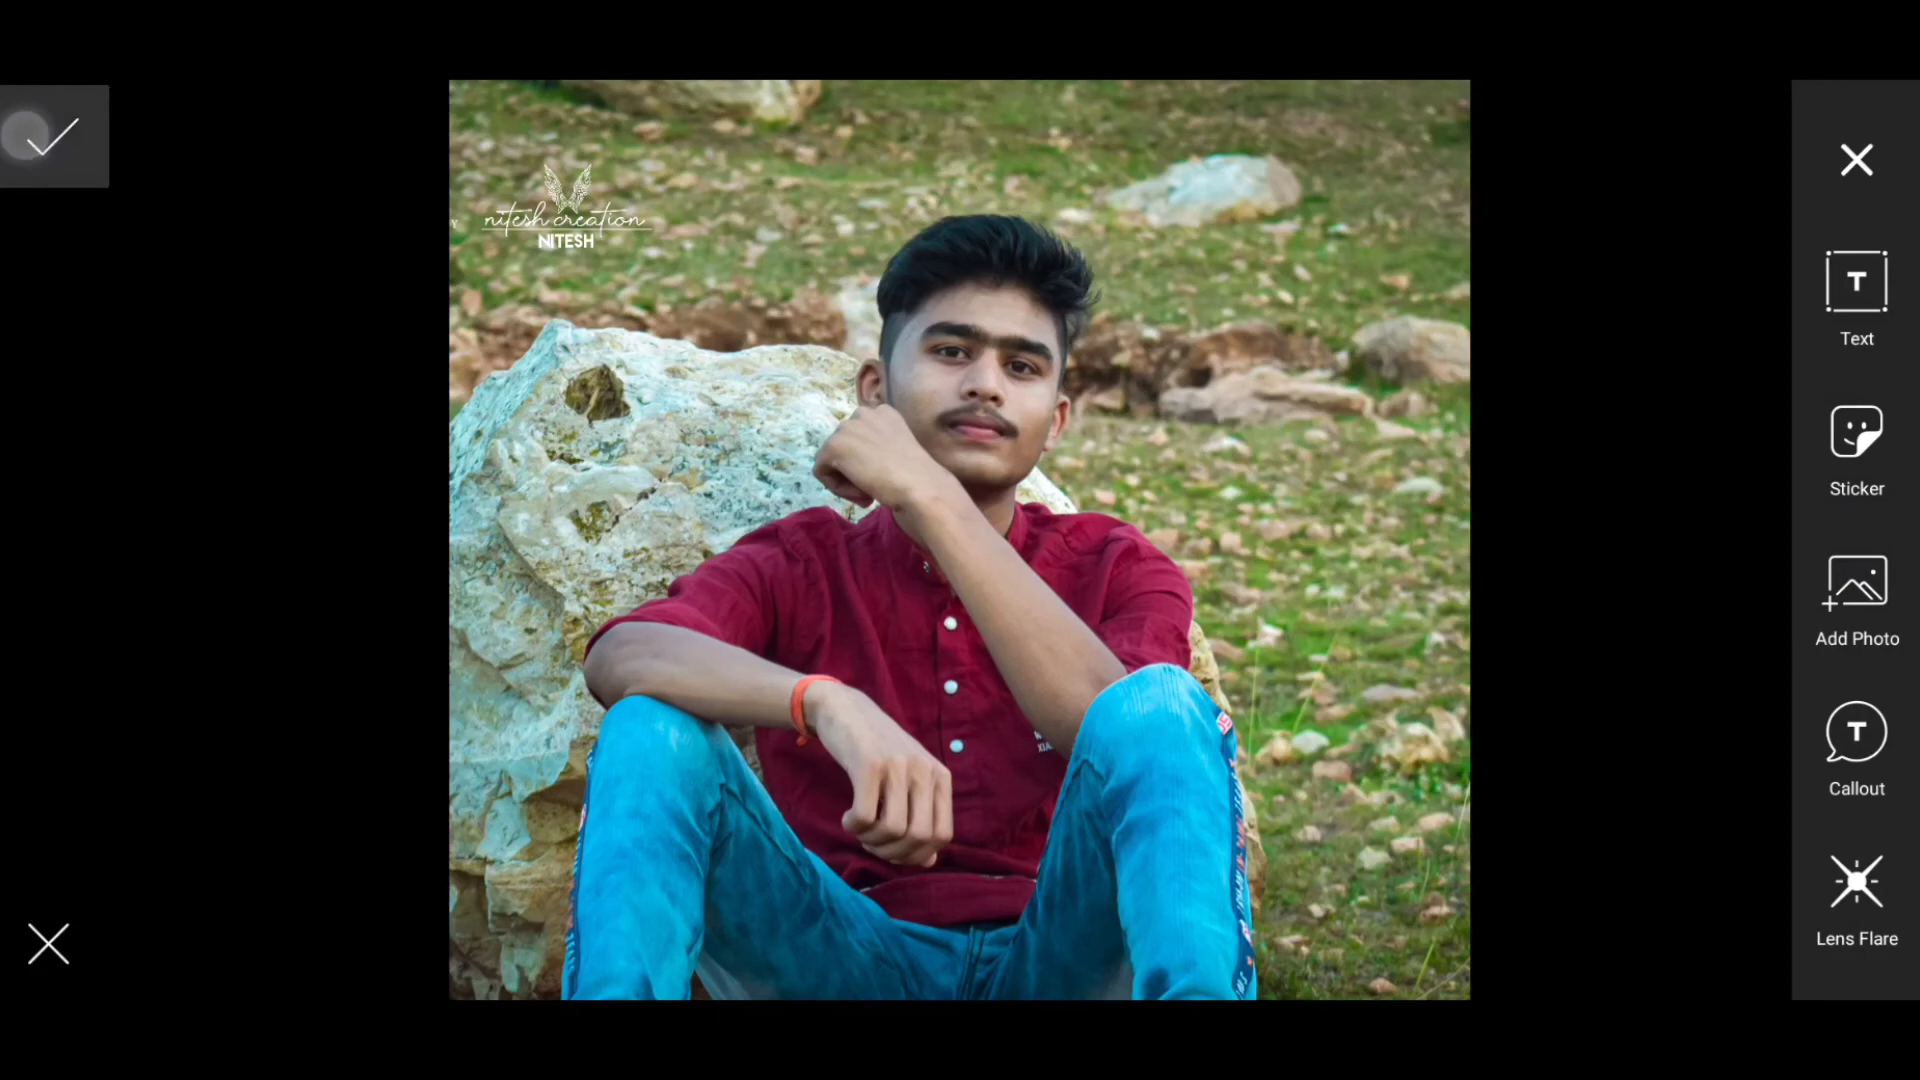 nitesh creation
NITESH
T
Text
Sticker
Add Photo
T
Callout
Lens Flare